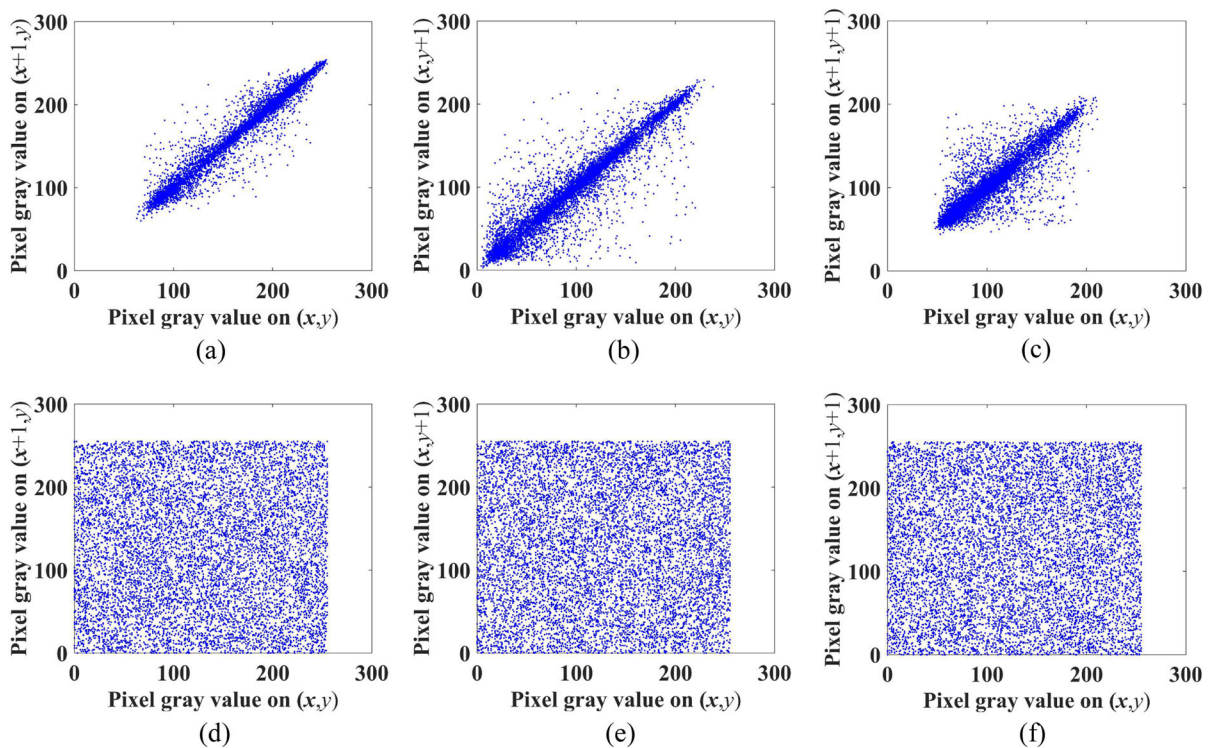 300
200
100
0
0 100 200 300
Pixel gray value on (x+1,y)
Pixel gray value on (x,y)
(a)
300
200
100
0
0 100 200 300
Pixel gray value on (x,y+1)
Pixel gray value on (x,y)
(b)
300
200
100
0
0 100 200 300
Pixel gray value on (x+1,y+1)
Pixel gray value on (x,y)
(c)
300
200
100
0
0 100 200 300
Pixel gray value on (x+1,y)
Pixel gray value on (x,y)
(d)
300
200
100
0
0 100 200 300
Pixel gray value on (x,y+1)
Pixel gray value on (x,y)
(e)
300
200
100
0
0 100 200 300
Pixel gray value on (x+1,y+1)
Pixel gray value on (x,y)
(f)